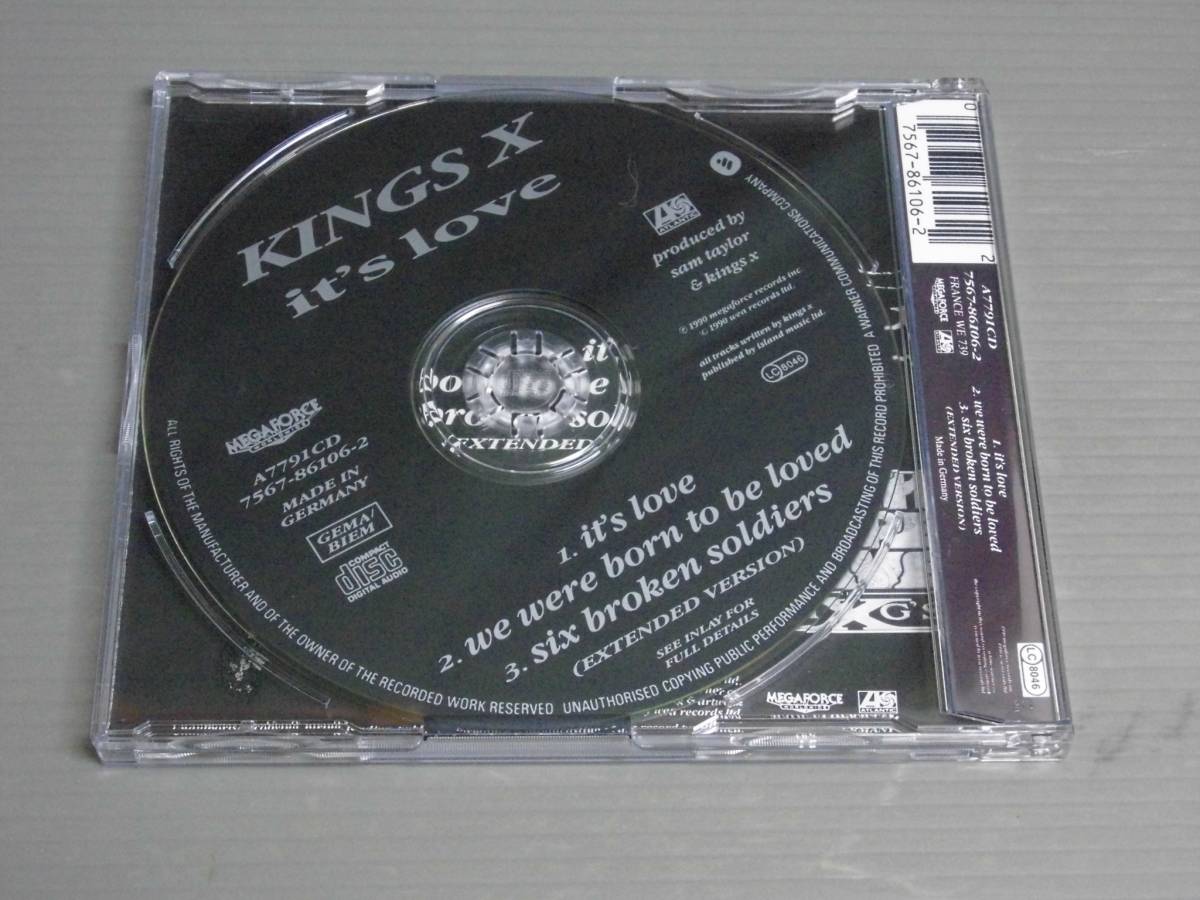 KINGS X
it's love
ATLANTIC
produced by
sam taylor
& kings x
℗ 1990 megaforce records inc
© 1990 wea records ltd.
all tracks written by kings x
published by island music ltd.
LC 8046
MEGAFORCE
A7791CD
7567-86106-2
MADE IN
GERMANY
GEMA/
BIEM
COMPACT
disc
DIGITAL AUDIO
1. it's love
2. we were born to be loved
3. six broken soldiers
(EXTENDED VERSION)
SEE INLAY FOR
FULL DETAILS
ALL RIGHTS OF THE MANUFACTURER AND OF THE OWNER OF THE RECORDED WORK RESERVED UNAUTHORISED COPYING PUBLIC PERFORMANCE AND BROADCASTING OF THIS RECORD PROHIBITED A WARNER COMMUNICATIONS COMPANY
(EXTENDED
records ltd
MEGAFORCE
ATLANTIC
0 7567-86106-2 2
A7791CD
7567-86106-2
FRANCE WE 739
MEGAFORCE
1. it's love
2. we were born to be loved
3. six broken soldiers
(EXTENDED VERSION)
Made in Germany
LC 8046